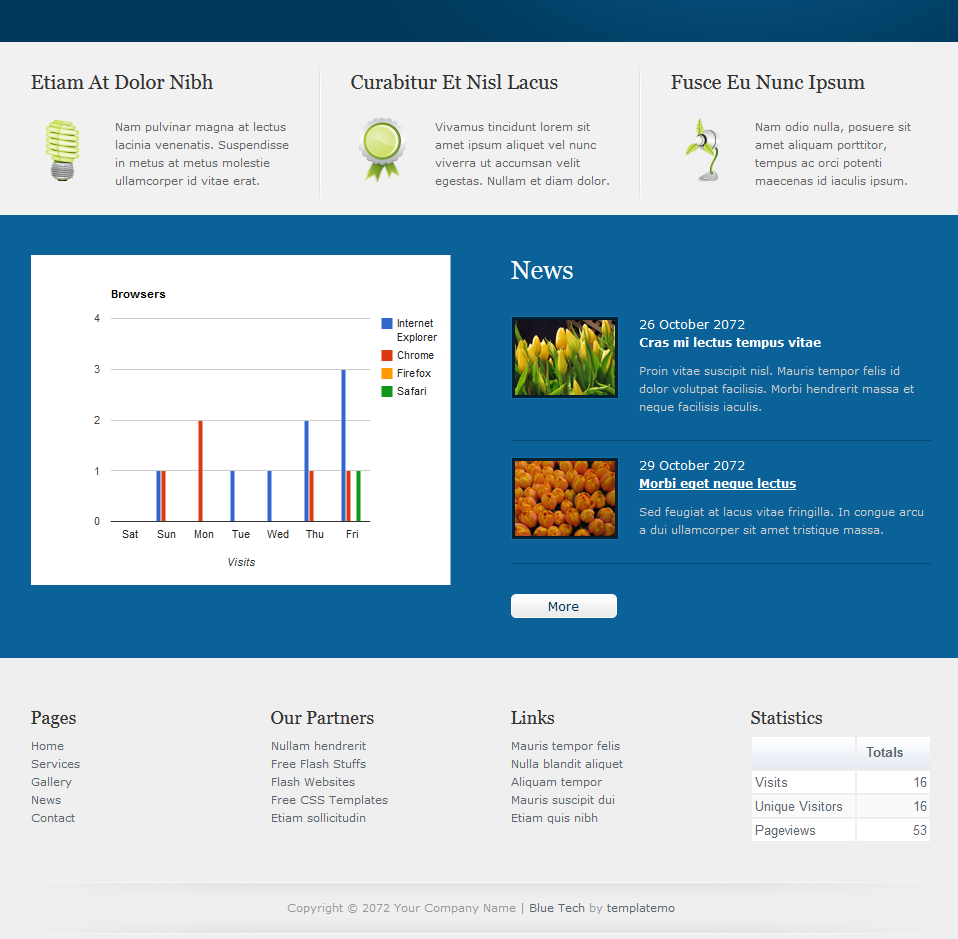 Etiam At Dolor Nibh
Nam pulvinar magna at lectus
lacinia venenatis. Suspendisse
in metus at metus molestie
ullamcorper id vitae erat.
Curabitur Et Nisl Lacus
Vivamus tincidunt lorem sit
amet ipsum aliquet vel nunc
viverra ut accumsan velit
egestas. Nullam et diam dolor.
Fusce Eu Nunc Ipsum
Nam odio nulla, posuere sit
amet aliquam porttitor,
tempus ac orci potenti
maecenas id iaculis ipsum.
Browsers
4
3
2
1
0
Sat Sun Mon Tue Wed Thu Fri
Visits
Internet
Explorer
Chrome
Firefox
Safari
News
26 October 2072
Cras mi lectus tempus vitae
Proin vitae suscipit nisl. Mauris tempor felis id
dolor volutpat facilisis. Morbi hendrerit massa et
neque facilisis iaculis.
29 October 2072
Morbi eget neque lectus
Sed feugiat at lacus vitae fringilla. In congue arcu
a dui ullamcorper sit amet tristique massa.
More
Pages
Home
Services
Gallery
News
Contact
Our Partners
Nullam hendrerit
Free Flash Stuffs
Flash Websites
Free CSS Templates
Etiam sollicitudin
Links
Mauris tempor felis
Nulla blandit aliquet
Aliquam tempor
Mauris suscipit dui
Etiam quis nibh
Statistics
Totals
Visits 16
Unique Visitors 16
Pageviews 53
Copyright © 2072 Your Company Name | Blue Tech by templatemo